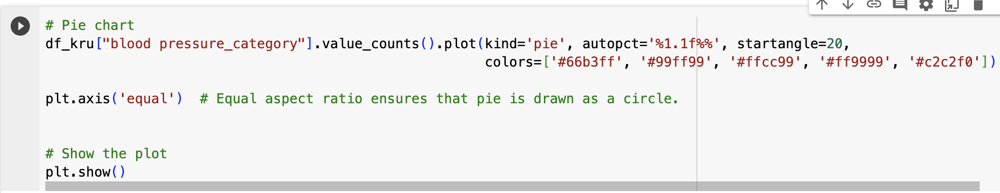 # Pie chart
df_kru["blood pressure_category"].value_counts().plot(kind='pie', autopct='%1.1f%%', startangle=20,
colors=['#66b3ff', '#99ff99', '#ffcc99', '#ff9999', '#c2c2f0'])
plt.axis('equal')  # Equal aspect ratio ensures that pie is drawn as a circle.
# Show the plot
plt.show()